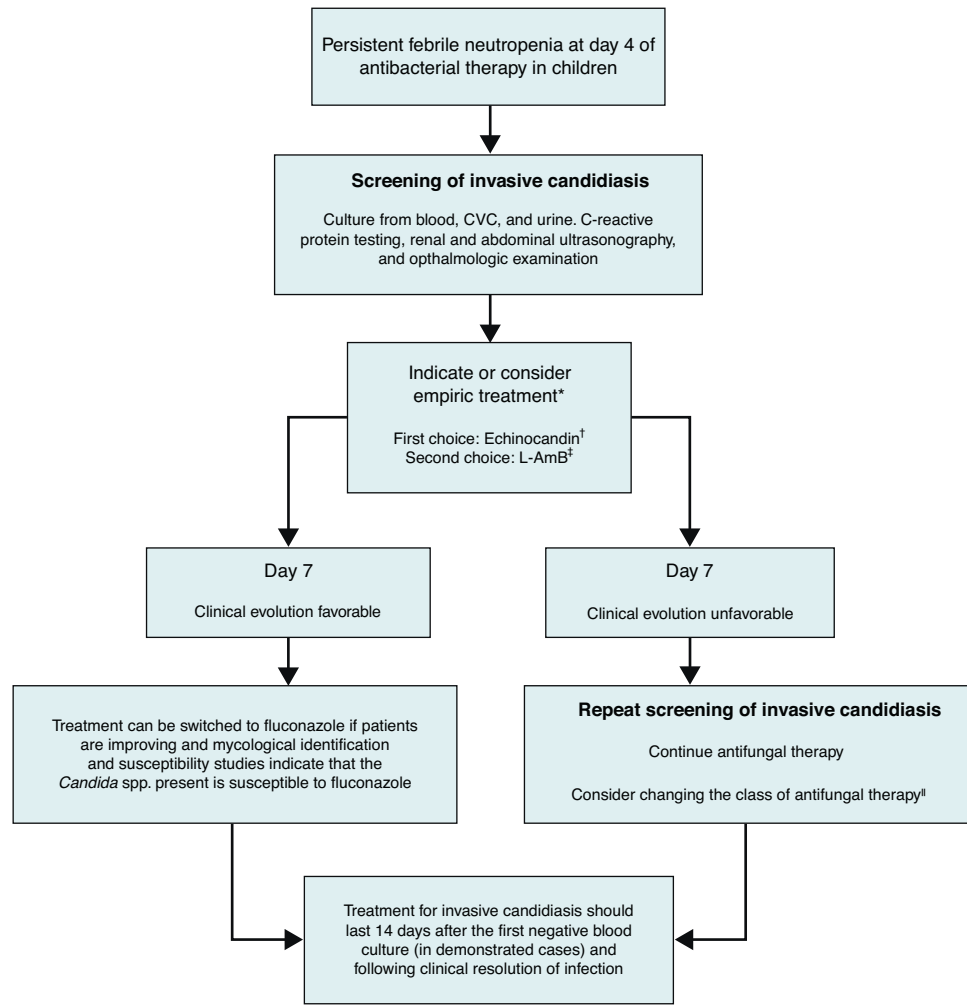 Persistent febrile neutropenia at day 4 of
antibacterial therapy in children
Screening of invasive candidiasis
Culture from blood, CVC, and urine. C-reactive
protein testing, renal and abdominal ultrasonography,
and opthalmologic examination
Indicate or consider
empiric treatment*
First choice: Echinocandin†
Second choice: L-AmB‡
Day 7
Clinical evolution favorable
Day 7
Clinical evolution unfavorable
Treatment can be switched to fluconazole if patients
are improving and mycological identification
and susceptibility studies indicate that the
Candida spp. present is susceptible to fluconazole
Repeat screening of invasive candidiasis
Continue antifungal therapy
Consider changing the class of antifungal therapy‖
Treatment for invasive candidiasis should
last 14 days after the first negative blood
culture (in demonstrated cases) and
following clinical resolution of infection